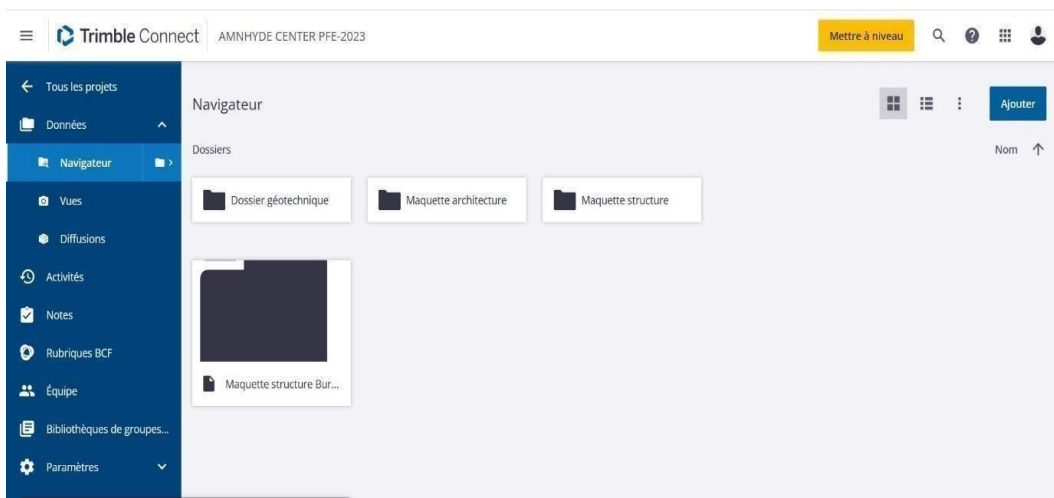 Trimble Connect AMNHYDE CENTER PFE-2023 Mettre à niveau
Tous les projets
Données
Navigateur
Vues
Diffusions
Activités
Notes
Rubriques BCF
Équipe
Bibliothèques de groupes...
Paramètres
Navigateur
Ajouter
Dossiers
Nom
Dossier géotechnique
Maquette architecture
Maquette structure
Maquette structure Bur...